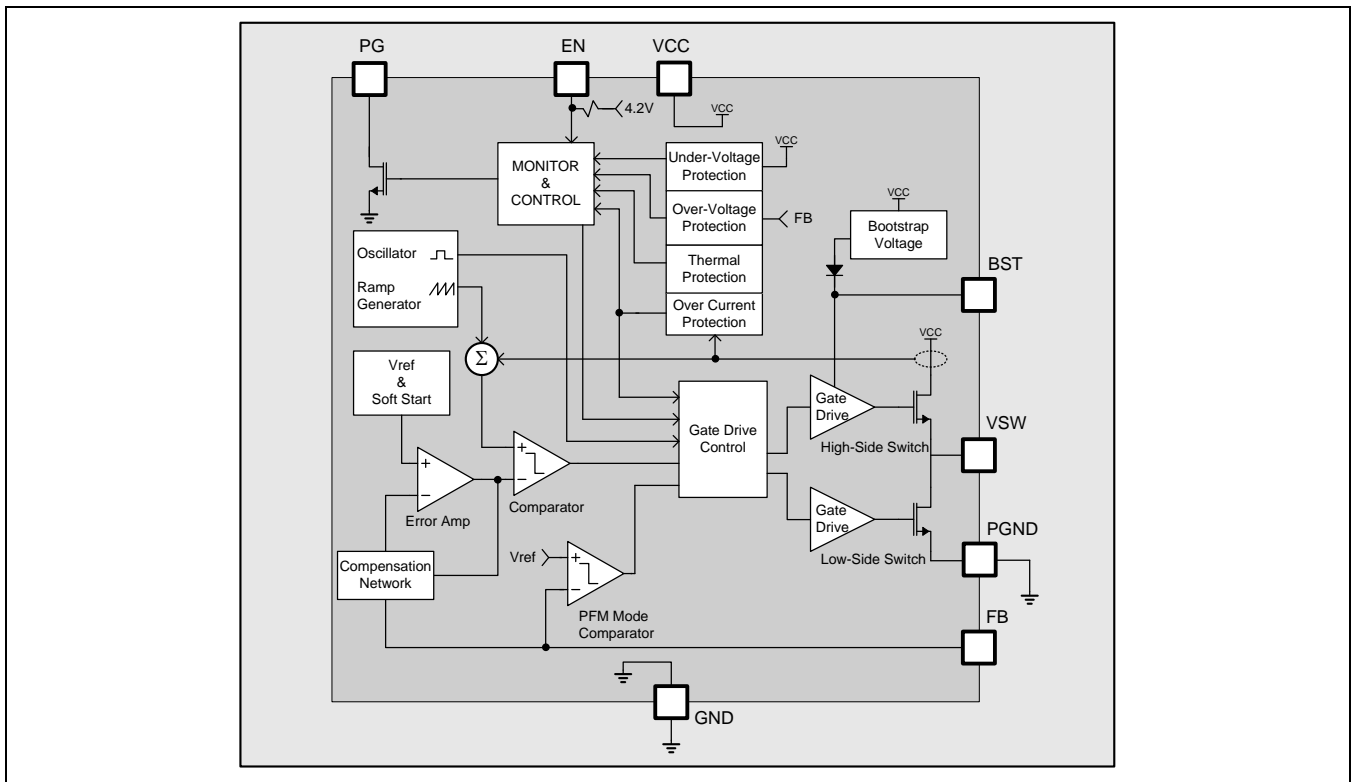 PG
EN
VCC
4.2V
VCC
MONITOR
&
CONTROL
Under-Voltage
Protection
VCC
Over-Voltage
Protection
FB
Thermal
Protection
Over Current
Protection
VCC
Bootstrap
Voltage
BST
Oscillator
Ramp
Generator
Σ
VCC
Vref
&
Soft Start
Gate Drive
Control
Gate
Drive
High-Side Switch
VSW
+
−
Error Amp
+
−
Comparator
Gate
Drive
Low-Side Switch
PGND
Compensation
Network
Vref
+
−
PFM Mode
Comparator
FB
GND